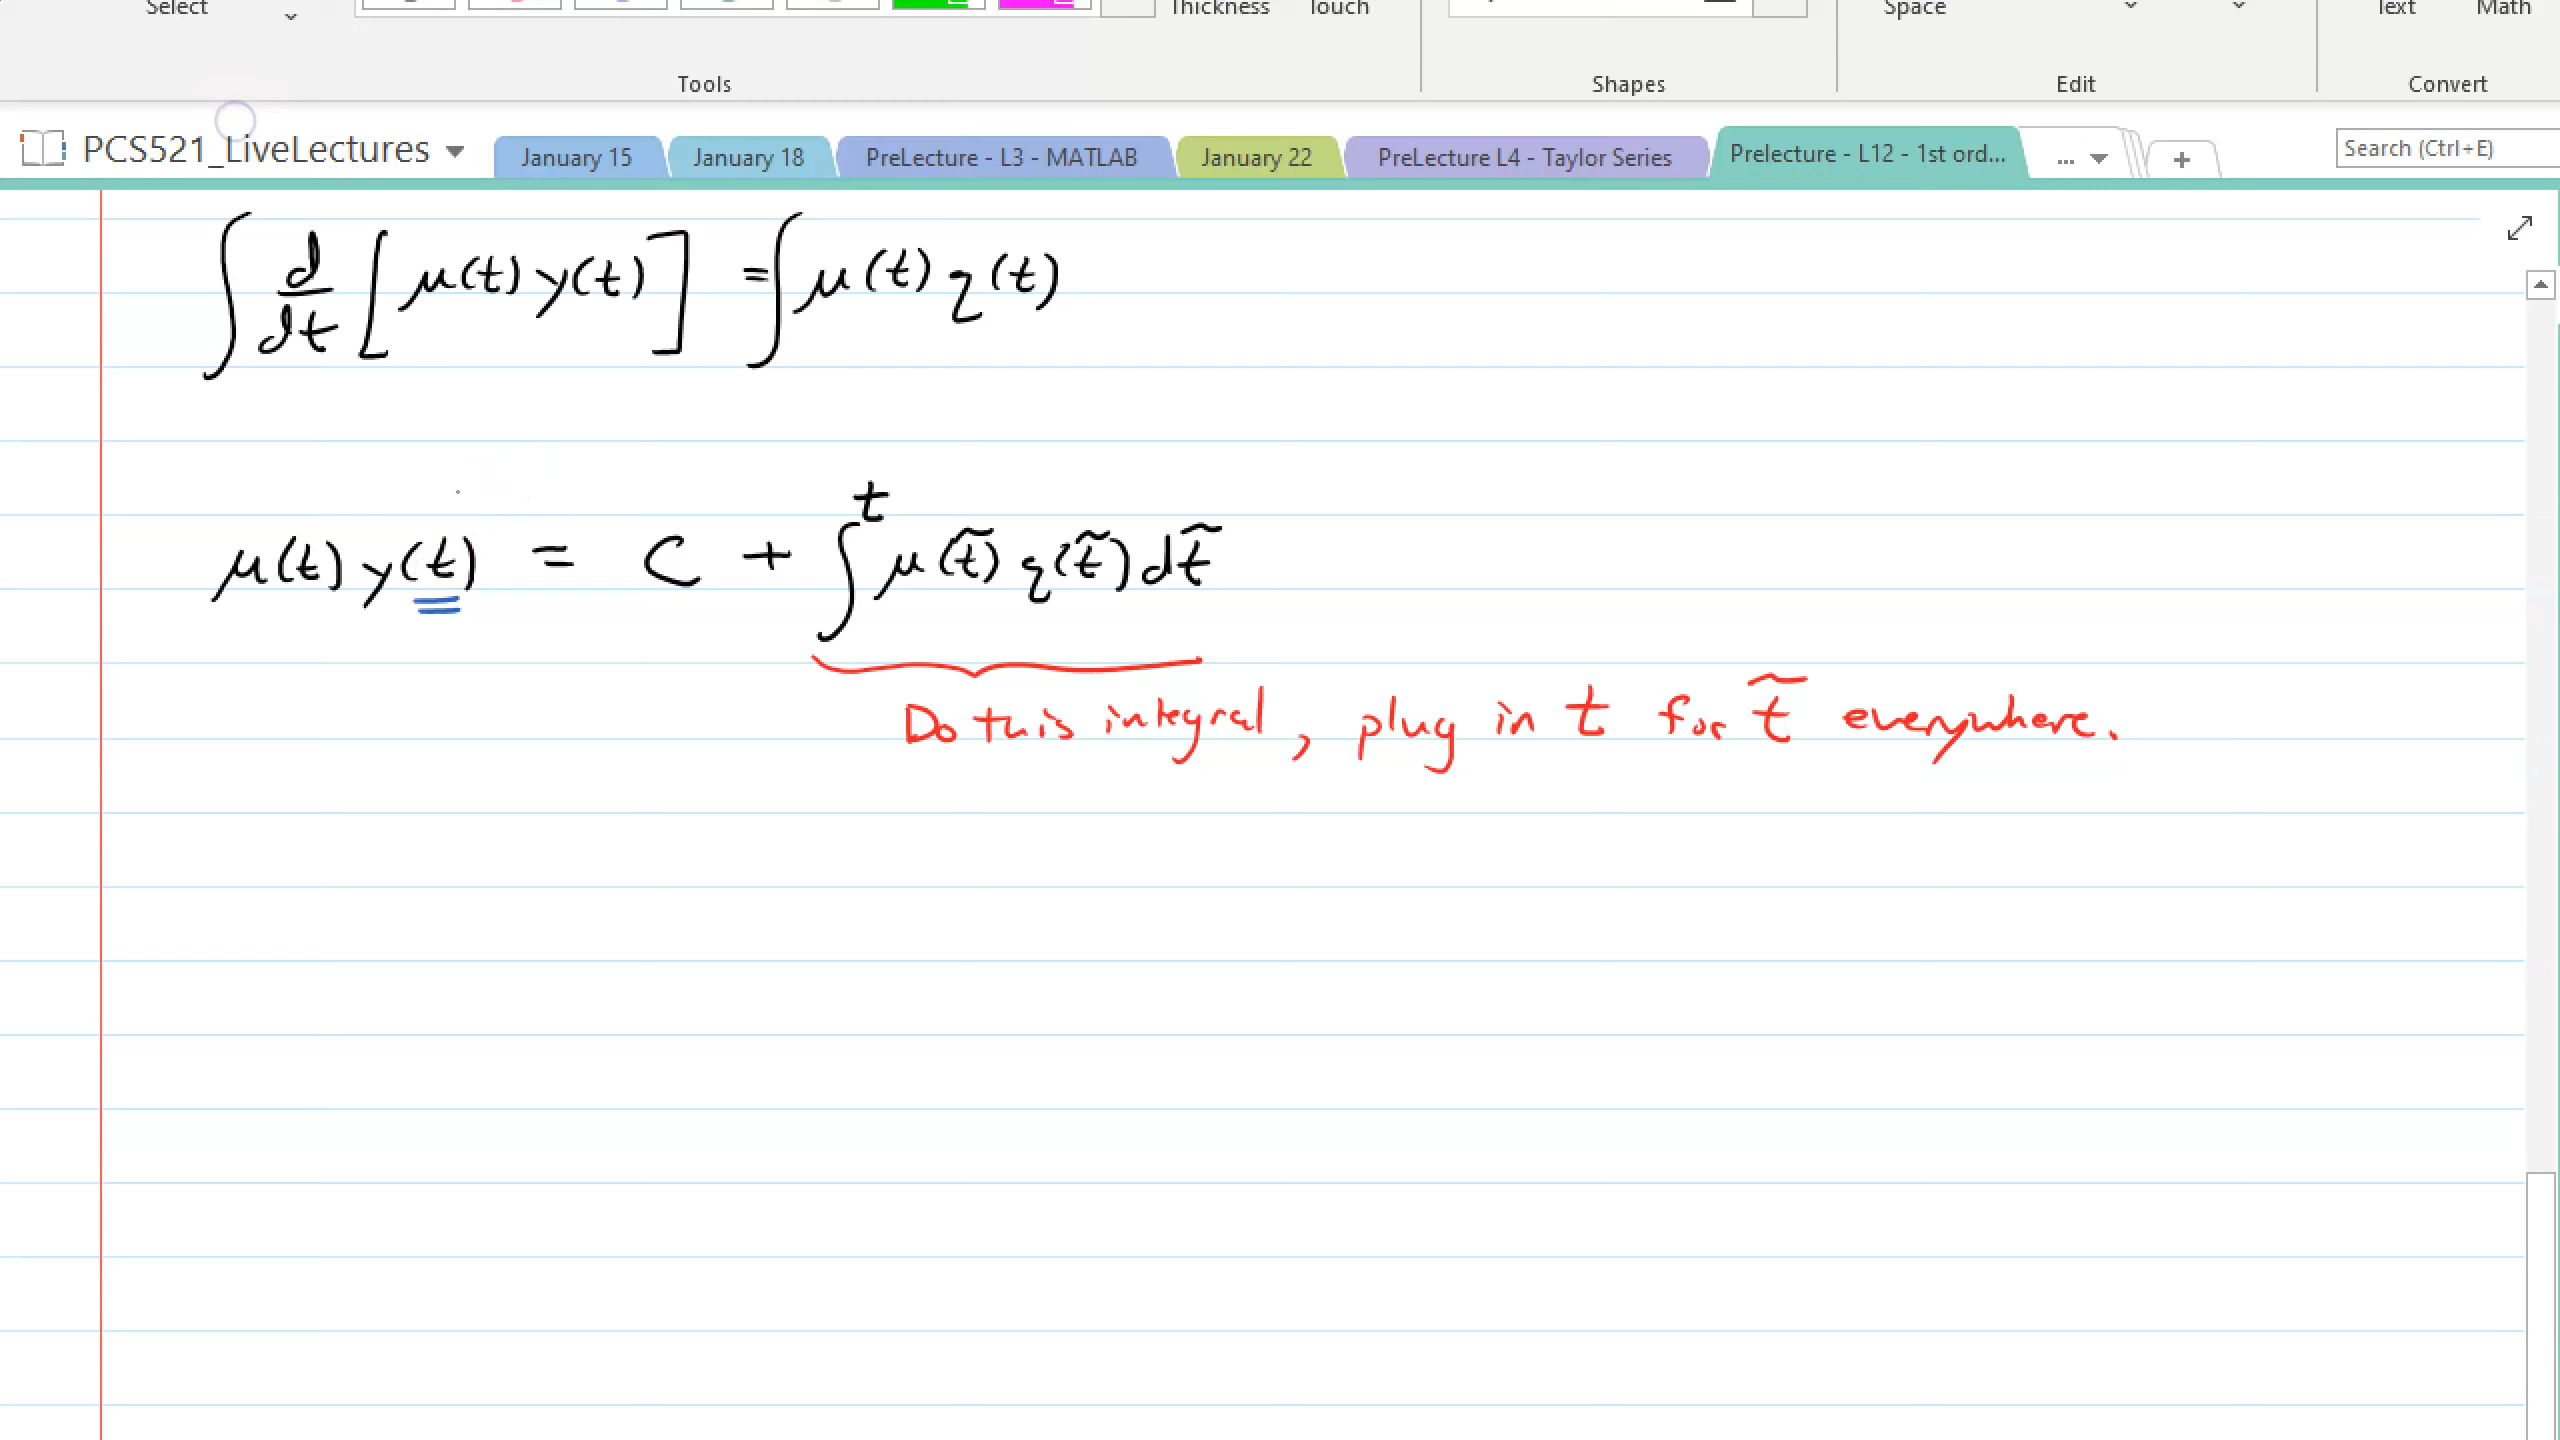 Select Thickness Touch Space Text Math
Tools Shapes Edit Convert
PCS521_LiveLectures January 15 January 18 PreLecture - L3 - MATLAB January 22 PreLecture L4 - Taylor Series Prelecture - L12 - 1st ord... ... + Search (Ctrl+E)
∫ d/dt [μ(t) y(t)] = ∫ μ(t) q(t)
μ(t) y(t) = C + ∫^t μ(t̃) q(t̃) dt̃
Do this integral, plug in t for t̃ everywhere.